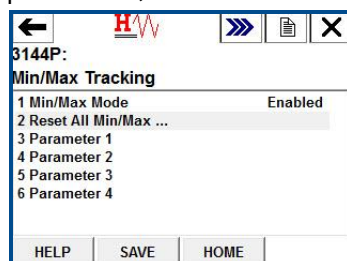 H
3144P:
Min/Max Tracking
1 Min/Max Mode Enabled
2 Reset All Min/Max ...
3 Parameter 1
4 Parameter 2
5 Parameter 3
6 Parameter 4
HELP SAVE HOME